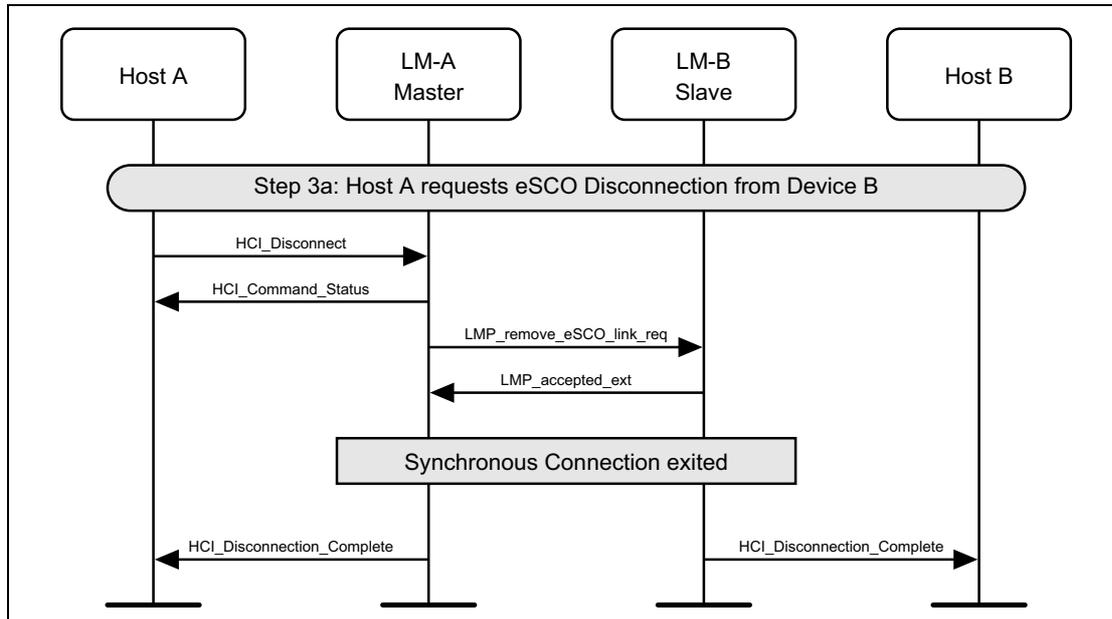 Host A
LM-A
Master
LM-B
Slave
Host B
Step 3a: Host A requests eSCO Disconnection from Device B
HCI_Disconnect
HCI_Command_Status
LMP_remove_eSCO_link_req
LMP_accepted_ext
Synchronous Connection exited
HCI_Disconnection_Complete
HCI_Disconnection_Complete